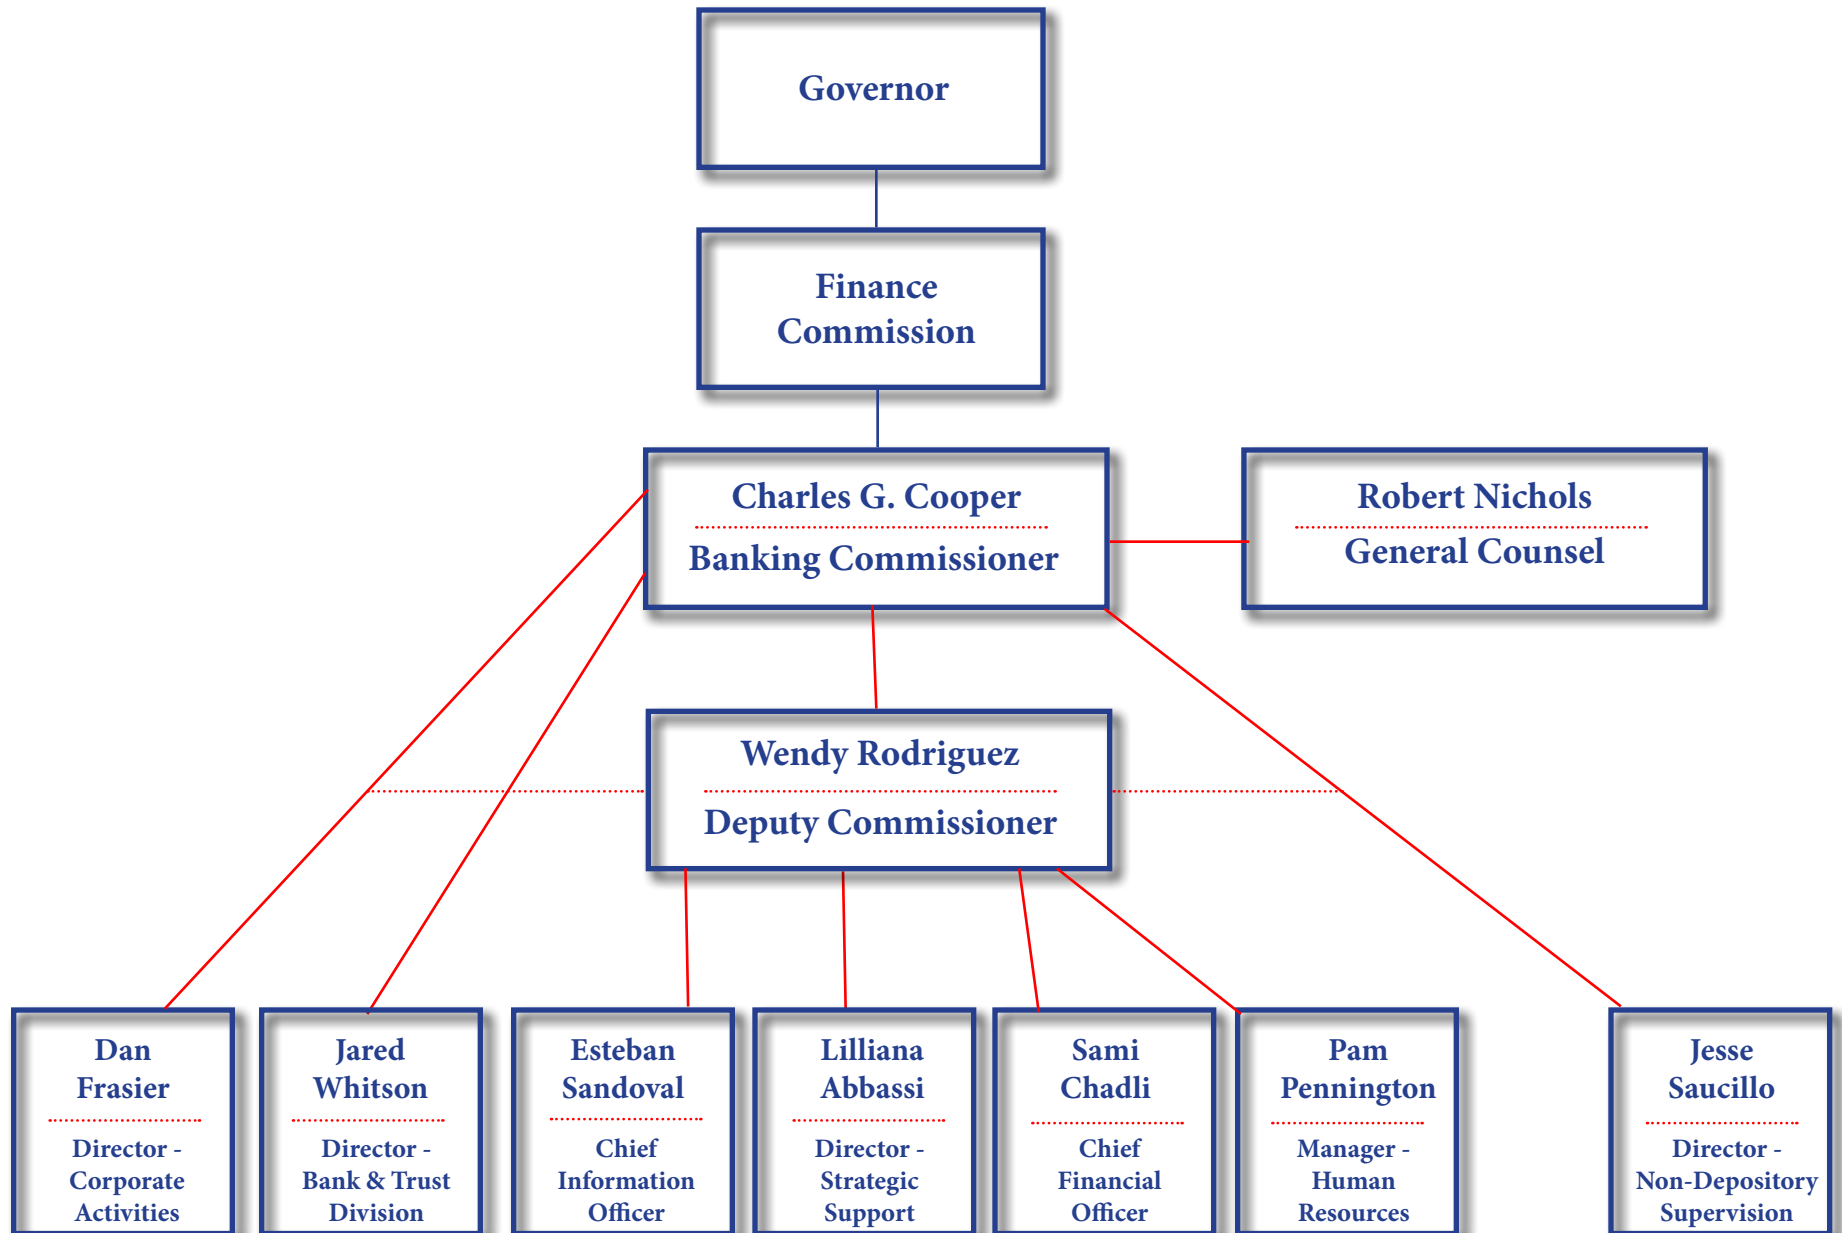 Governor
Finance
Commission
Charles G. Cooper
Banking Commissioner
Robert Nichols
General Counsel
Wendy Rodriguez
Deputy Commissioner
Dan
Frasier
Director -
Corporate
Activities
Jared
Whitson
Director -
Bank & Trust
Division
Esteban
Sandoval
Chief
Information
Officer
Lilliana
Abbassi
Director -
Strategic
Support
Sami
Chadli
Chief
Financial
Officer
Pam
Pennington
Manager -
Human
Resources
Jesse
Saucillo
Director -
Non-Depository
Supervision